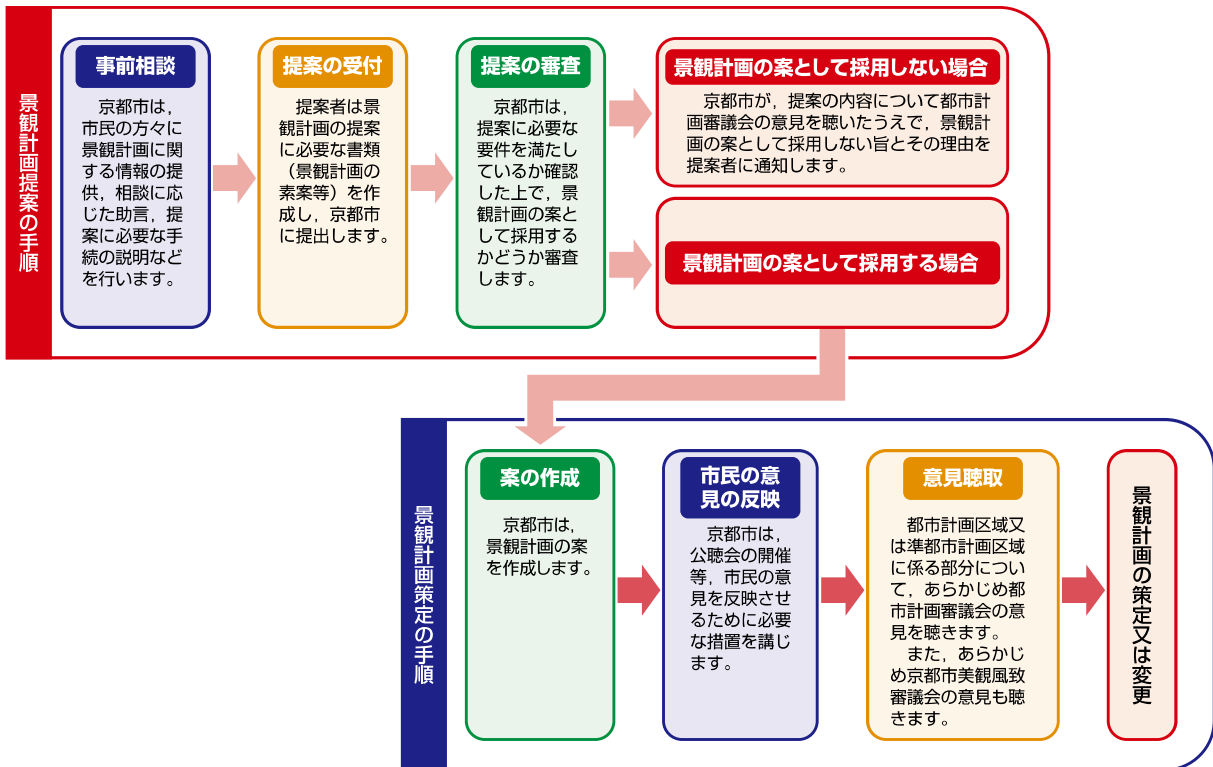 景観計画提案の手順
事前相談
京都市は，
市民の方々に
景観計画に関
する情報の提
供，相談に応
じた助言，提
案に必要な手
続の説明など
を行います。
提案の受付
提案者は景
観計画の提案
に必要な書類
（景観計画の
素案等）を作
成し，京都市
に提出します。
提案の審査
京都市は，
提案に必要な
要件を満たし
ているか確認
した上で，景
観計画の案と
して採用する
かどうか審査
します。
景観計画の案として採用しない場合
京都市が，提案の内容について都市計
画審議会の意見を聴いたうえで，景観計
画の案として採用しない旨とその理由を
提案者に通知します。
景観計画の案として採用する場合
景観計画策定の手順
案の作成
京都市は，
景観計画の案
を作成します。
市民の意
見の反映
京都市は，
公聴会の開催
等，市民の意
見を反映させ
るために必要
な措置を講じ
ます。
意見聴取
都市計画区域又
は準都市計画区域
に係る部分につい
て，あらかじめ都
市計画審議会の意
見を聴きます。
また，あらかじ
め京都市美観風致
審議会の意見も聴
きます。
景観計画の策定又は変更